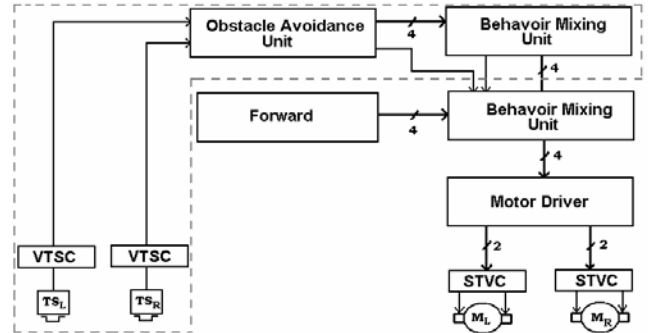 Obstacle Avoidance
Unit
4
Behavoir Mixing
Unit
4
Forward
4
Behavoir Mixing
Unit
4
Motor Driver
2
2
VTSC
VTSC
STVC
STVC
TSL
TSR
ML
MR